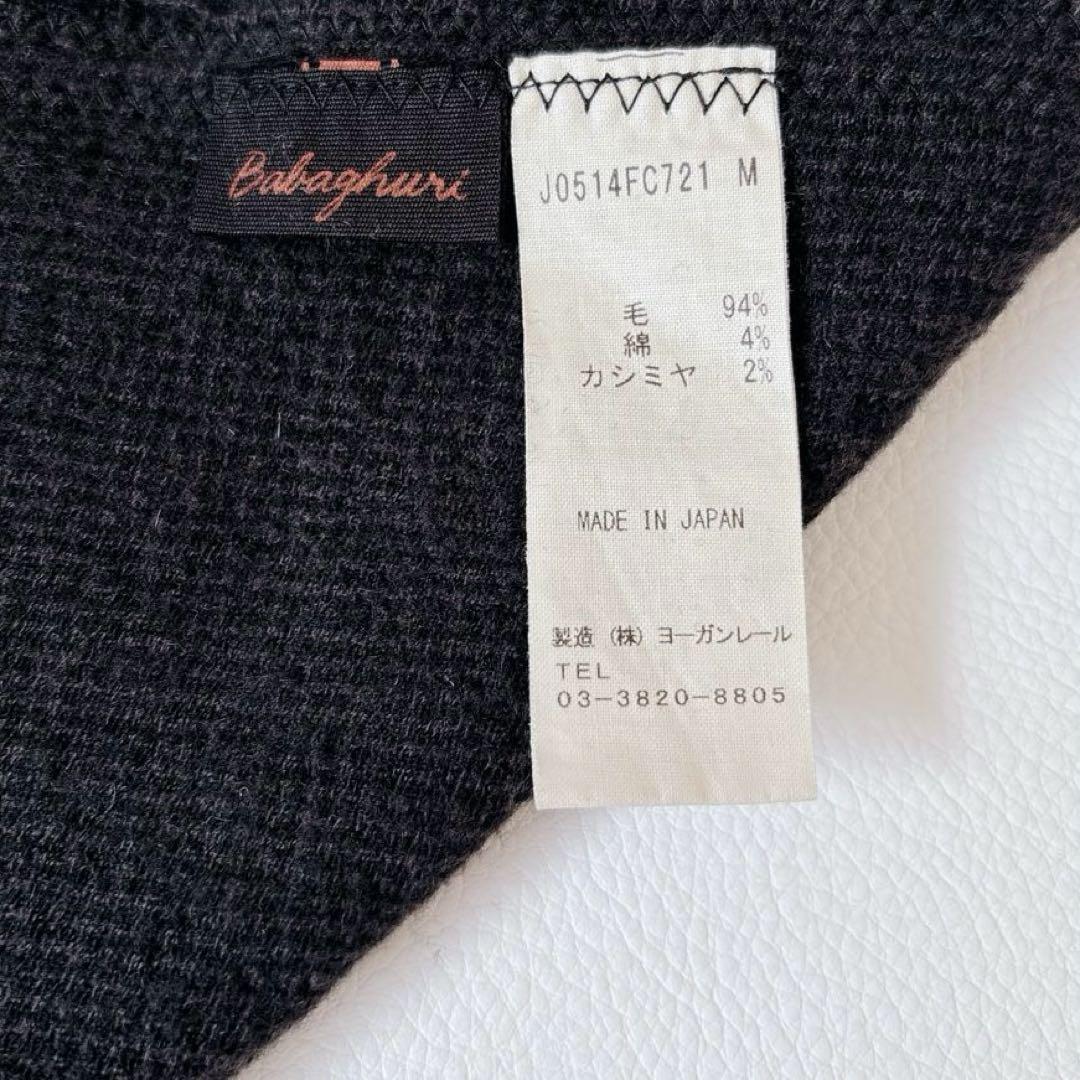 Babaghuri
J0514FC721 M
毛 94%
綿 4%
カシミヤ 2%
MADE IN JAPAN
製造 (株) ヨーガンレール
TEL
03-3820-8805